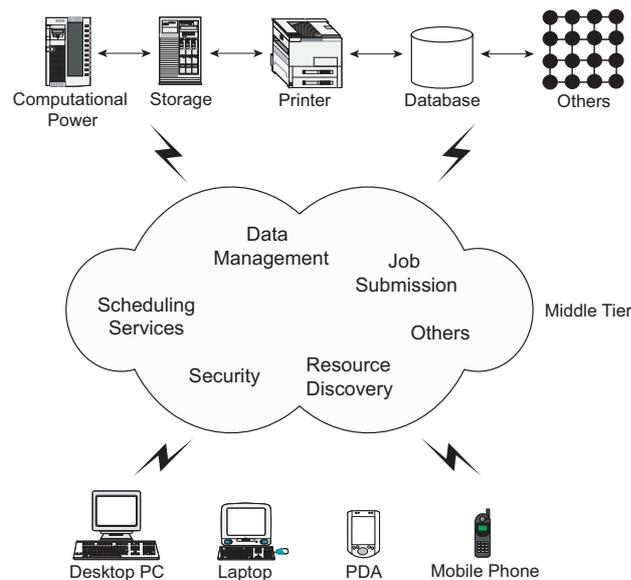 Computational
Power
Storage
Printer
Database
Others
Data
Management
Job
Submission
Scheduling
Services
Middle Tier
Others
Security
Resource
Discovery
Desktop PC
Laptop
PDA
Mobile Phone